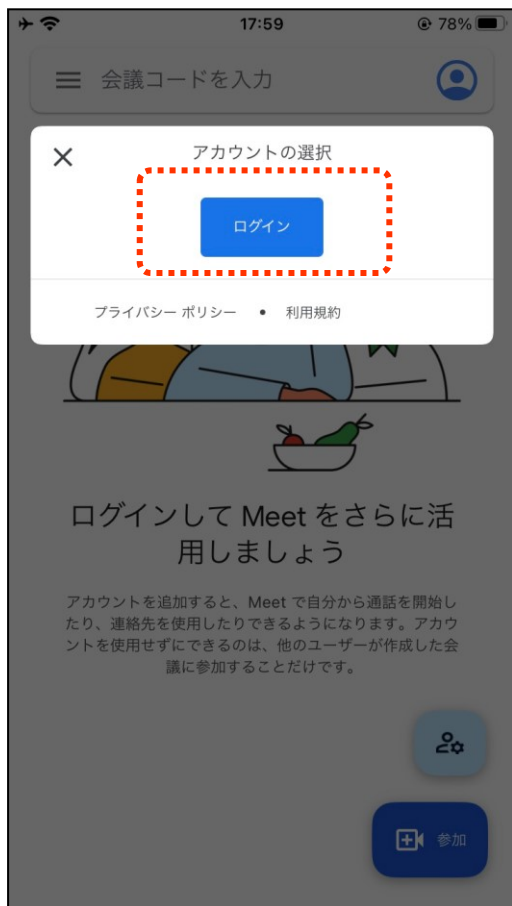 17:59
78%
会議コードを入力
アカウントの選択
ログイン
プライバシー ポリシー • 利用規約
ログインして Meet をさらに活
用しましょう
アカウントを追加すると、Meet で自分から通話を開始し
たり、連絡先を使用したりできるようになります。アカウ
ントを使用せずにできるのは、他のユーザーが作成した会
議に参加することだけです。
参加